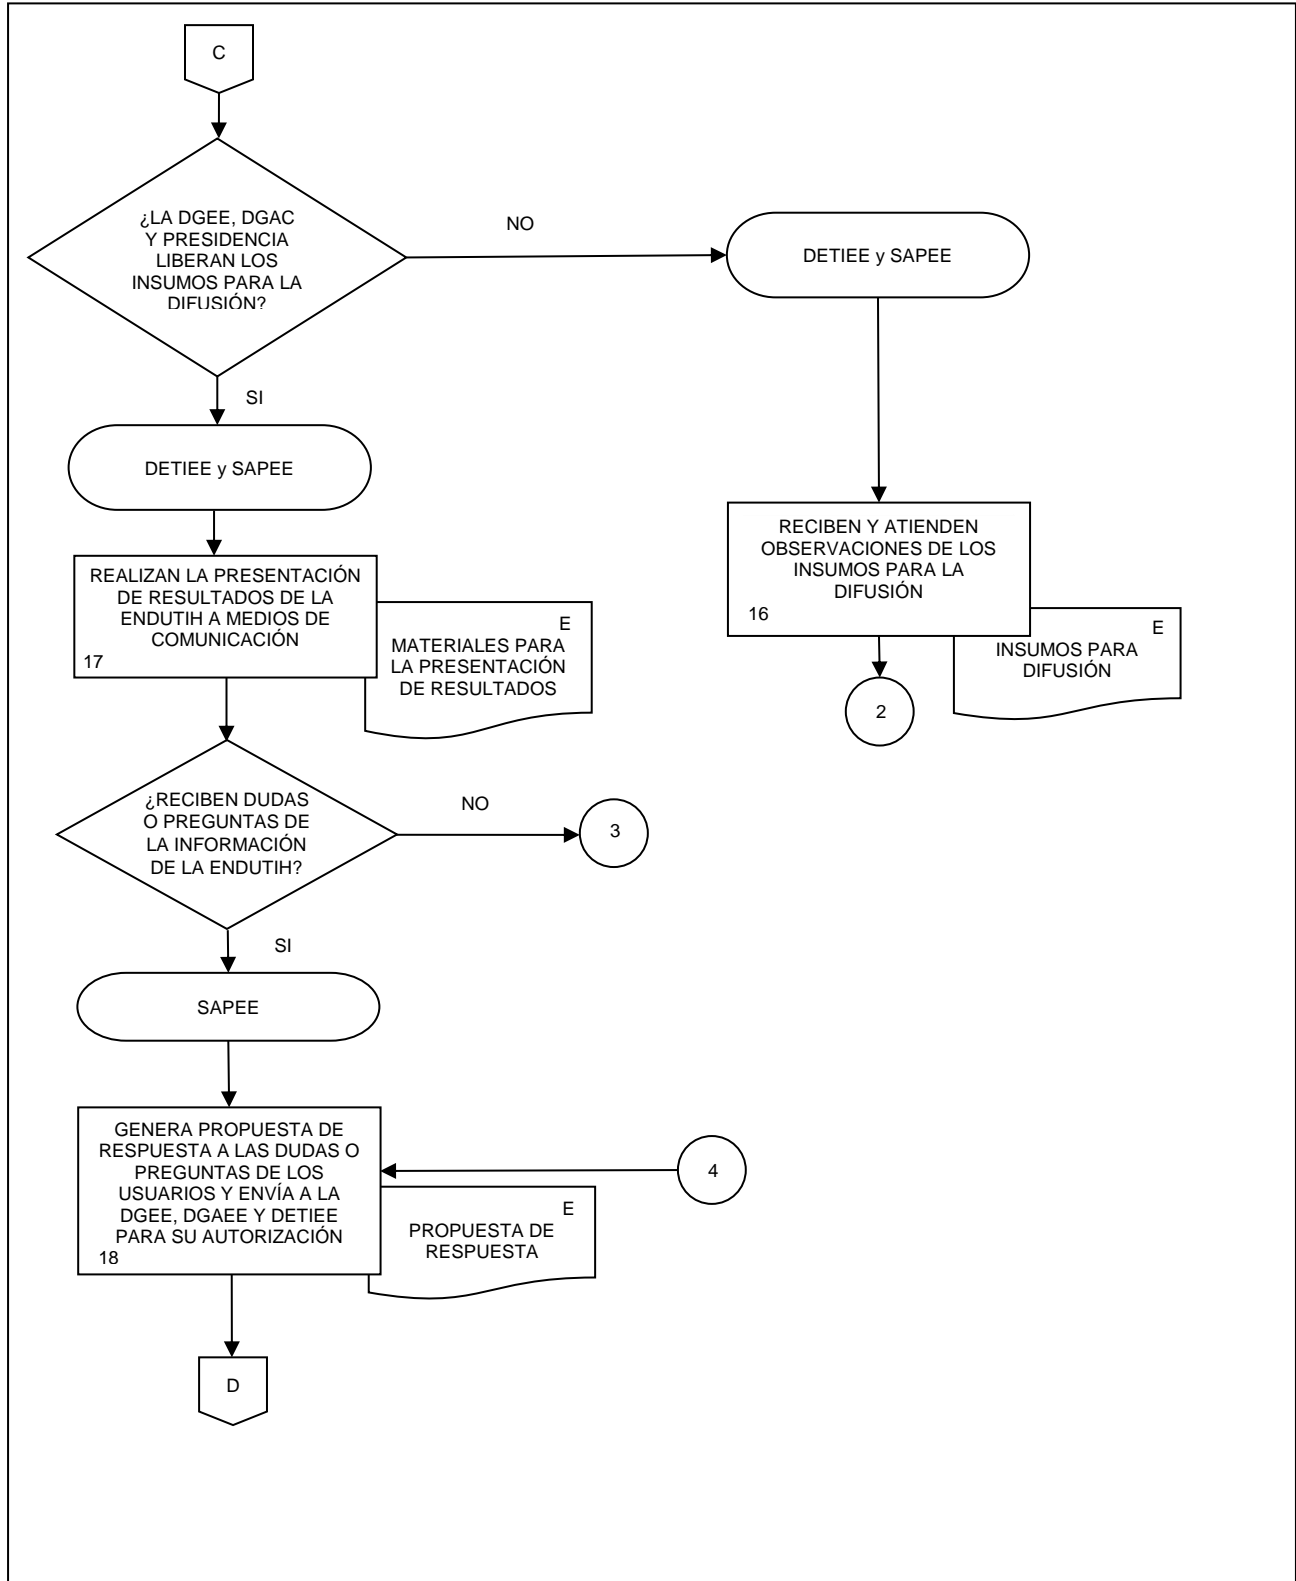 C
¿LA DGEE, DGAC
Y PRESIDENCIA
LIBERAN LOS
INSUMOS PARA LA
DIFUSIÓN?
NO
DETIEE y SAPEE
SI
DETIEE y SAPEE
RECIBEN Y ATIENDEN
OBSERVACIONES DE LOS
INSUMOS PARA LA
DIFUSIÓN
16
E
INSUMOS PARA
DIFUSIÓN
2
REALIZAN LA PRESENTACIÓN
DE RESULTADOS DE LA
ENDUTIH A MEDIOS DE
COMUNICACIÓN
17
E
MATERIALES PARA
LA PRESENTACIÓN
DE RESULTADOS
¿RECIBEN DUDAS
O PREGUNTAS DE
LA INFORMACIÓN
DE LA ENDUTIH?
NO
3
SI
SAPEE
GENERA PROPUESTA DE
RESPUESTA A LAS DUDAS O
PREGUNTAS DE LOS
USUARIOS Y ENVÍA A LA
DGEE, DGAEE Y DETIEE
PARA SU AUTORIZACIÓN
18
4
E
PROPUESTA DE
RESPUESTA
D